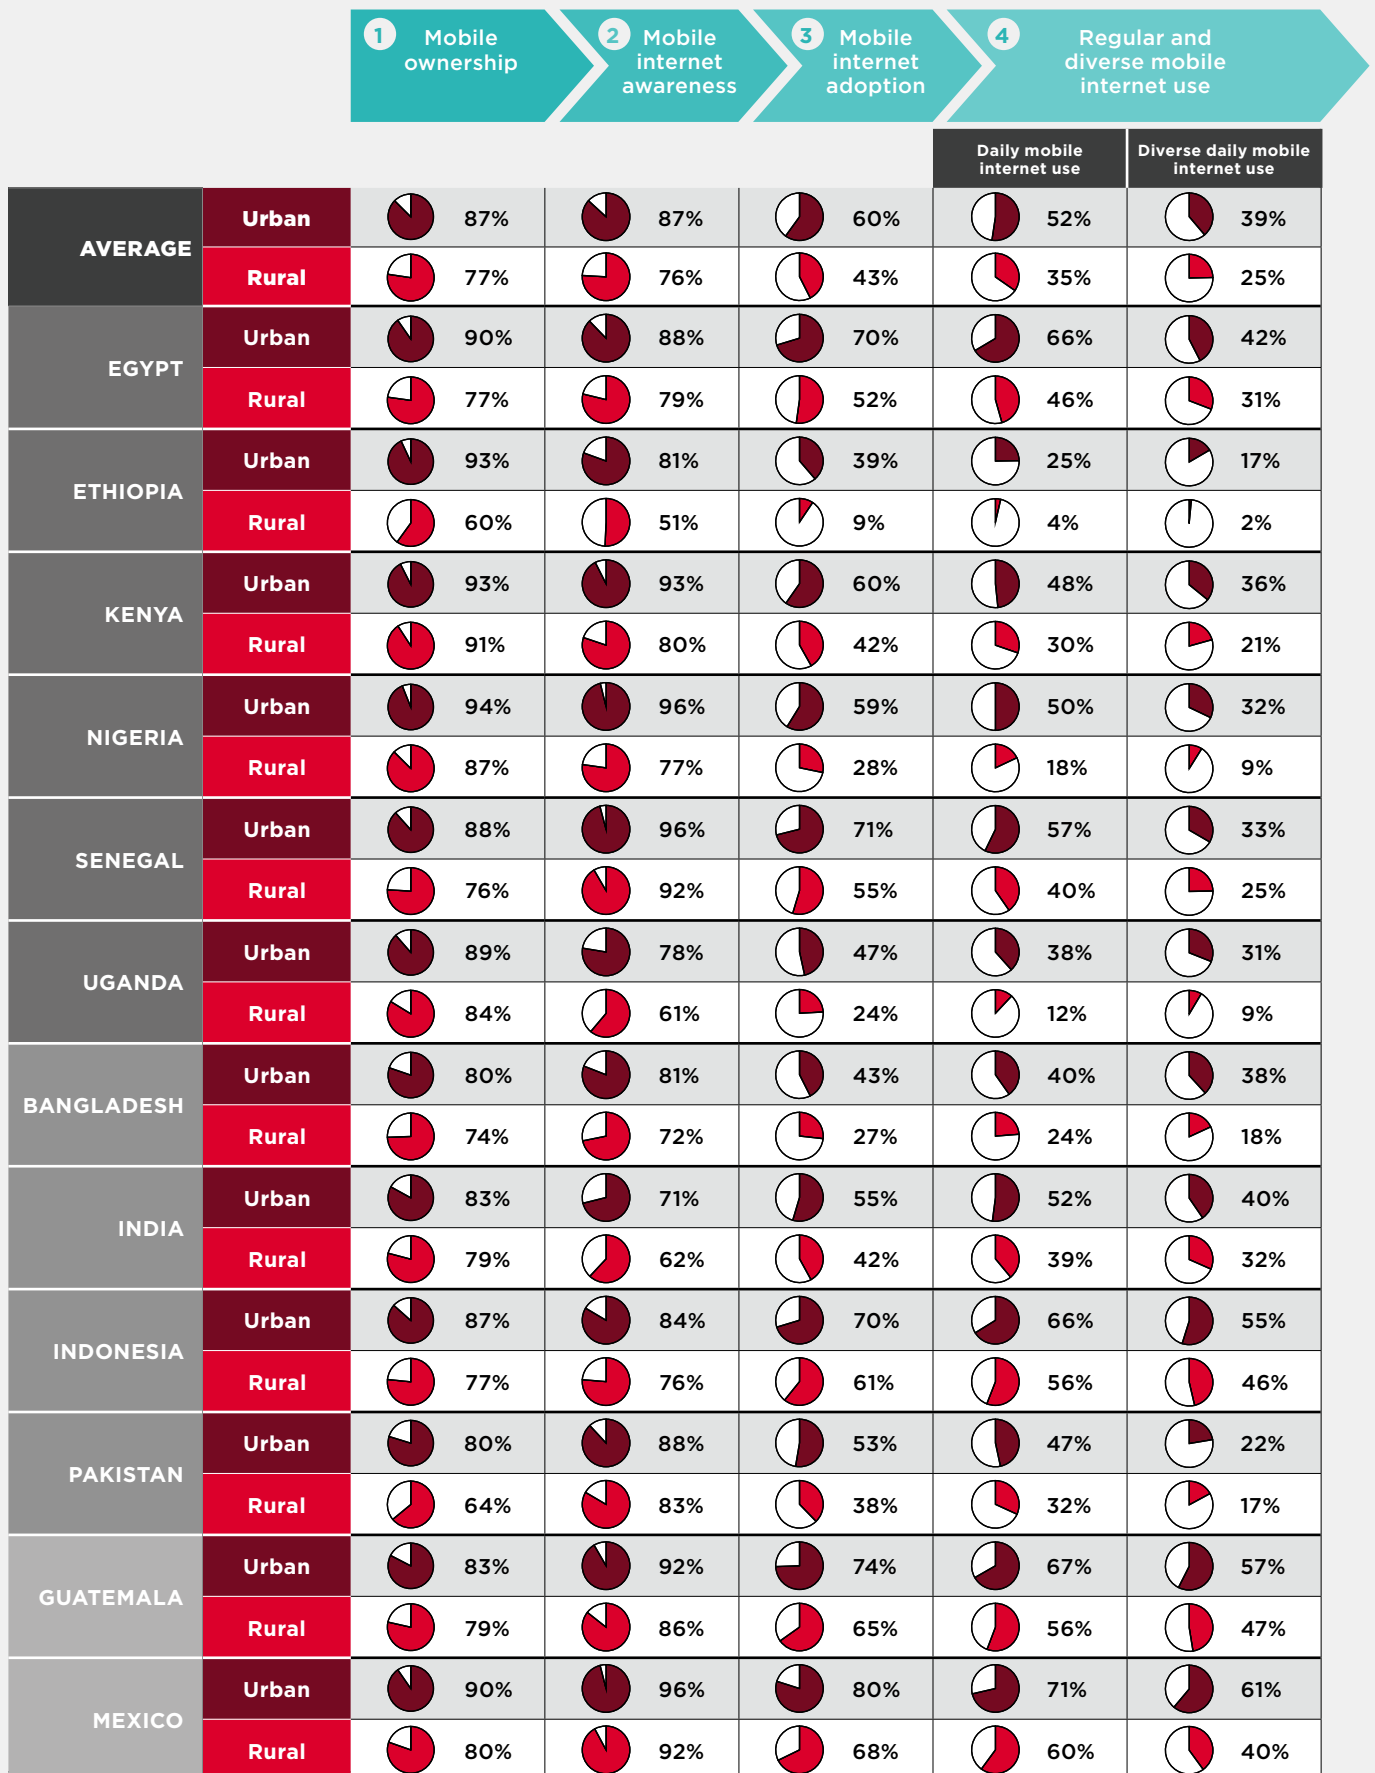 1 Mobile
ownership
2 Mobile
internet
awareness
3 Mobile
internet
adoption
4 Regular and
diverse mobile
internet use
Daily mobile
internet use
Diverse daily mobile
internet use
AVERAGE
Urban 87% 87% 60% 52% 39%
Rural 77% 76% 43% 35% 25%
EGYPT
Urban 90% 88% 70% 66% 42%
Rural 77% 79% 52% 46% 31%
ETHIOPIA
Urban 93% 81% 39% 25% 17%
Rural 60% 51% 9% 4% 2%
KENYA
Urban 93% 93% 60% 48% 36%
Rural 91% 80% 42% 30% 21%
NIGERIA
Urban 94% 96% 59% 50% 32%
Rural 87% 77% 28% 18% 9%
SENEGAL
Urban 88% 96% 71% 57% 33%
Rural 76% 92% 55% 40% 25%
UGANDA
Urban 89% 78% 47% 38% 31%
Rural 84% 61% 24% 12% 9%
BANGLADESH
Urban 80% 81% 43% 40% 38%
Rural 74% 72% 27% 24% 18%
INDIA
Urban 83% 71% 55% 52% 40%
Rural 79% 62% 42% 39% 32%
INDONESIA
Urban 87% 84% 70% 66% 55%
Rural 77% 76% 61% 56% 46%
PAKISTAN
Urban 80% 88% 53% 47% 22%
Rural 64% 83% 38% 32% 17%
GUATEMALA
Urban 83% 92% 74% 67% 57%
Rural 79% 86% 65% 56% 47%
MEXICO
Urban 90% 96% 80% 71% 61%
Rural 80% 92% 68% 60% 40%